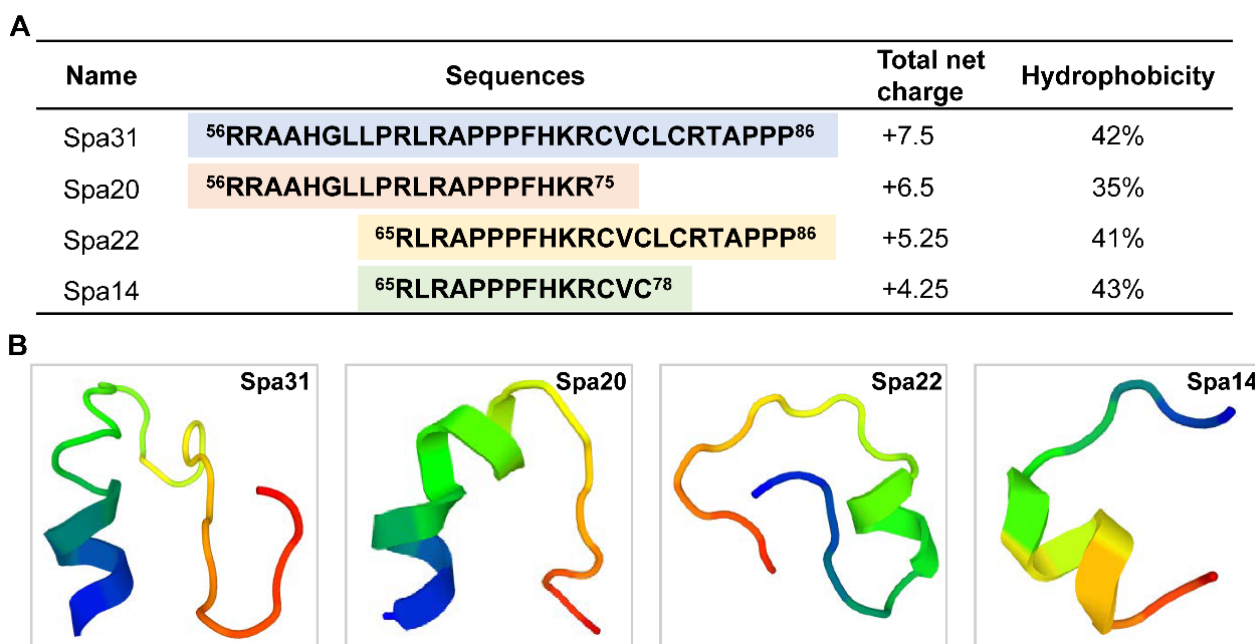 A
Name Sequences Total net charge Hydrophobicity
Spa31 ⁵⁶RRAAHGLLPRLRAPPPFHKRCVCLCRTAPPP⁸⁶ +7.5 42%
Spa20 ⁵⁶RRAAHGLLPRLRAPPPFHKR⁷⁵ +6.5 35%
Spa22 ⁶⁵RLRAPPPFHKRCVCLCRTAPPP⁸⁶ +5.25 41%
Spa14 ⁶⁵RLRAPPPFHKRCVC⁷⁸ +4.25 43%
B
Spa31 Spa20 Spa22 Spa14